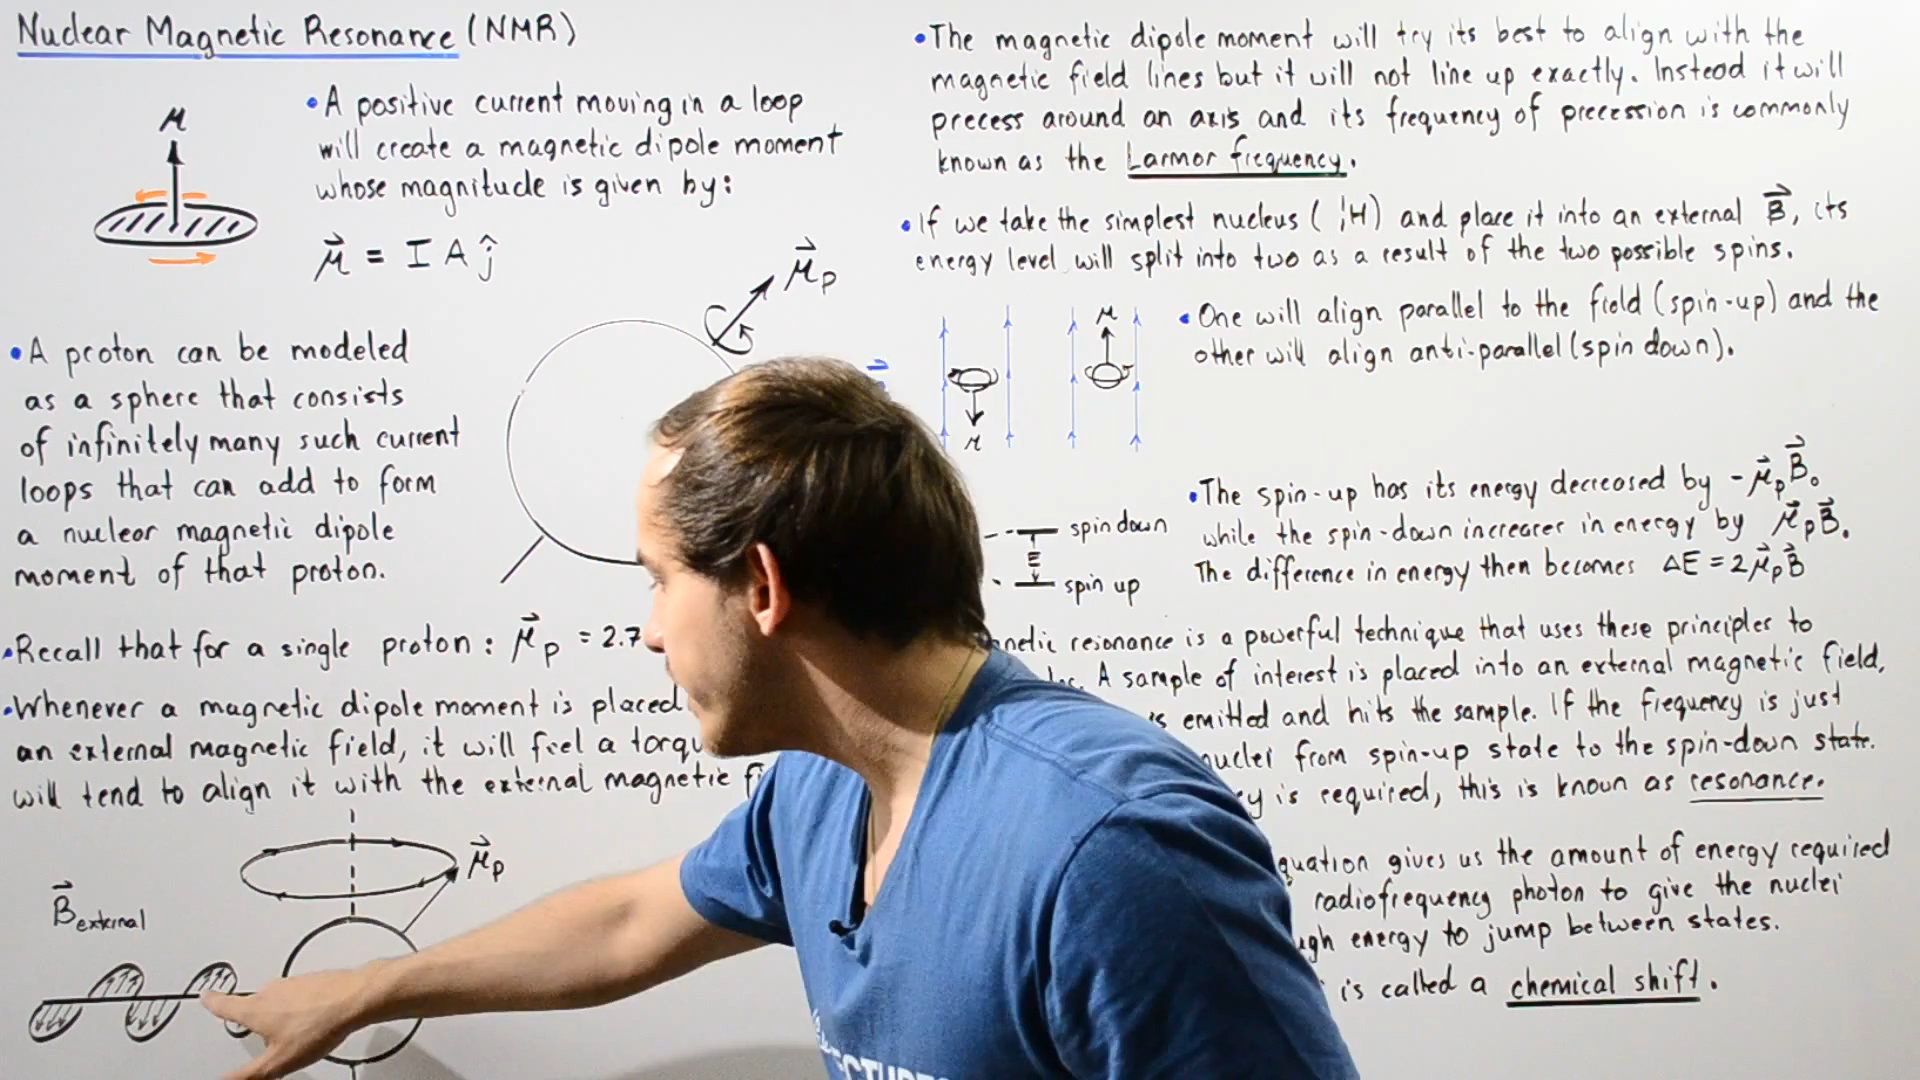 Nuclear Magnetic Resonance (NMR)
μ
• A positive current moving in a loop
will create a magnetic dipole moment
whose magnitude is given by:
μ⃗ = I A ĵ
μ⃗p
• A proton can be modeled
as a sphere that consists
of infinitely many such current
loops that can add to form
a nuclear magnetic dipole
moment of that proton.
• Recall that for a single proton: μ⃗p = 2.7
• Whenever a magnetic dipole moment is placed
an external magnetic field, it will feel a
will tend to align it with the external magnetic
μ⃗p
B⃗external
• The magnetic dipole moment will try its best to align with the
magnetic field lines but it will not line up exactly. Instead it will
precess around an axis and its frequency of precession is commonly
known as the Larmor frequency.
• If we take the simplest nucleus (¹₁H) and place it into an external B⃗, its
energy level will split into two as a result of the two possible spins.
μ
μ
• One will align parallel to the field (spin-up) and the
other will align anti-parallel (spin down).
• The spin-up has its energy decreased by -μ⃗pB⃗.
while the spin-down increases in energy by μ⃗pB⃗.
The difference in energy then becomes ΔE = 2μ⃗pB⃗
spin down
E
spin up
resonance is a powerful technique that uses these principles to
A sample of interest is placed into an external magnetic field,
is emitted and hits the sample. If the frequency is just
nuclei from spin-up state to the spin-down state.
is required, this is known as resonance.
gives us the amount of energy required
radiofrequency photon to give the nuclei
energy to jump between states.
is called a chemical shift.